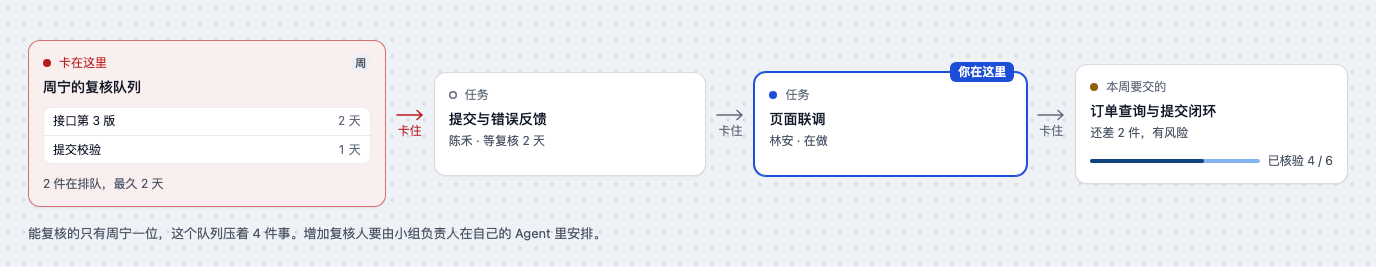 卡在这里
周
周宁的复核队列
接口第 3 版 2 天
提交校验 1 天
2 件在排队，最久 2 天
卡住
任务
提交与错误反馈
陈禾 · 等复核 2 天
卡住
你在这里
任务
页面联调
林安 · 在做
卡住
本周要交的
订单查询与提交闭环
还差 2 件，有风险
已核验 4 / 6
能复核的只有周宁一位，这个队列压着 4 件事。增加复核人要由小组负责人在自己的 Agent 里安排。